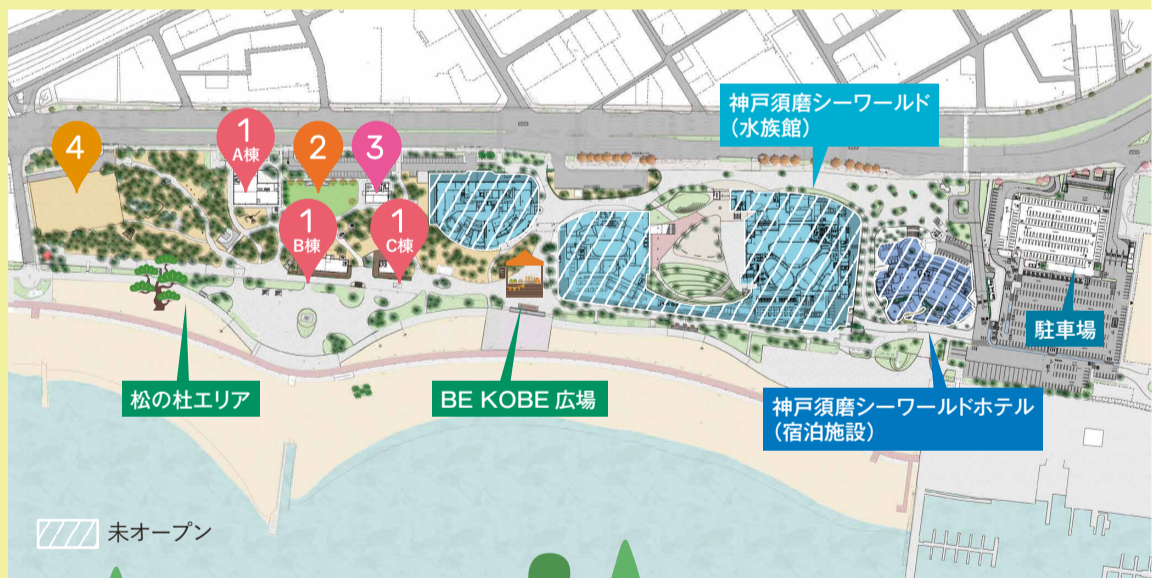 4
1
A棟
2
3
1
B棟
1
C棟
神戸須磨シーワールド
(水族館)
駐車場
松の杜エリア
BE KOBE 広場
神戸須磨シーワールドホテル
(宿泊施設)
未オープン